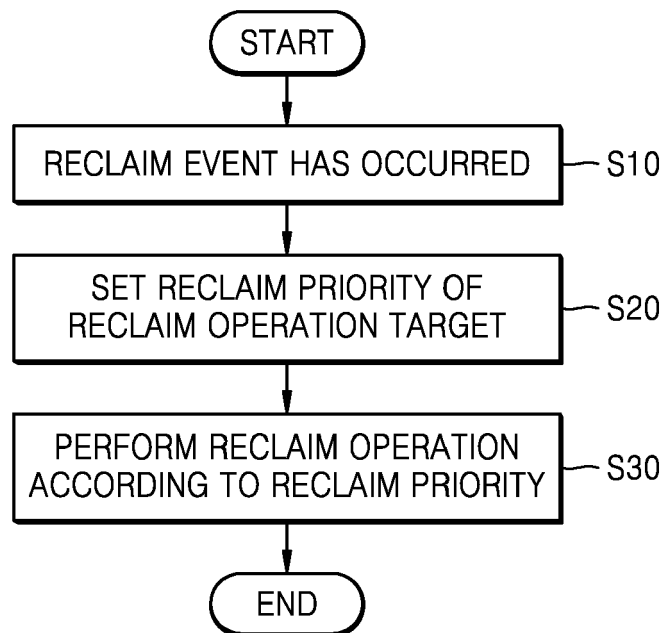 START
RECLAIM EVENT HAS OCCURRED
S10
SET RECLAIM PRIORITY OF
RECLAIM OPERATION TARGET
S20
PERFORM RECLAIM OPERATION
ACCORDING TO RECLAIM PRIORITY
S30
END